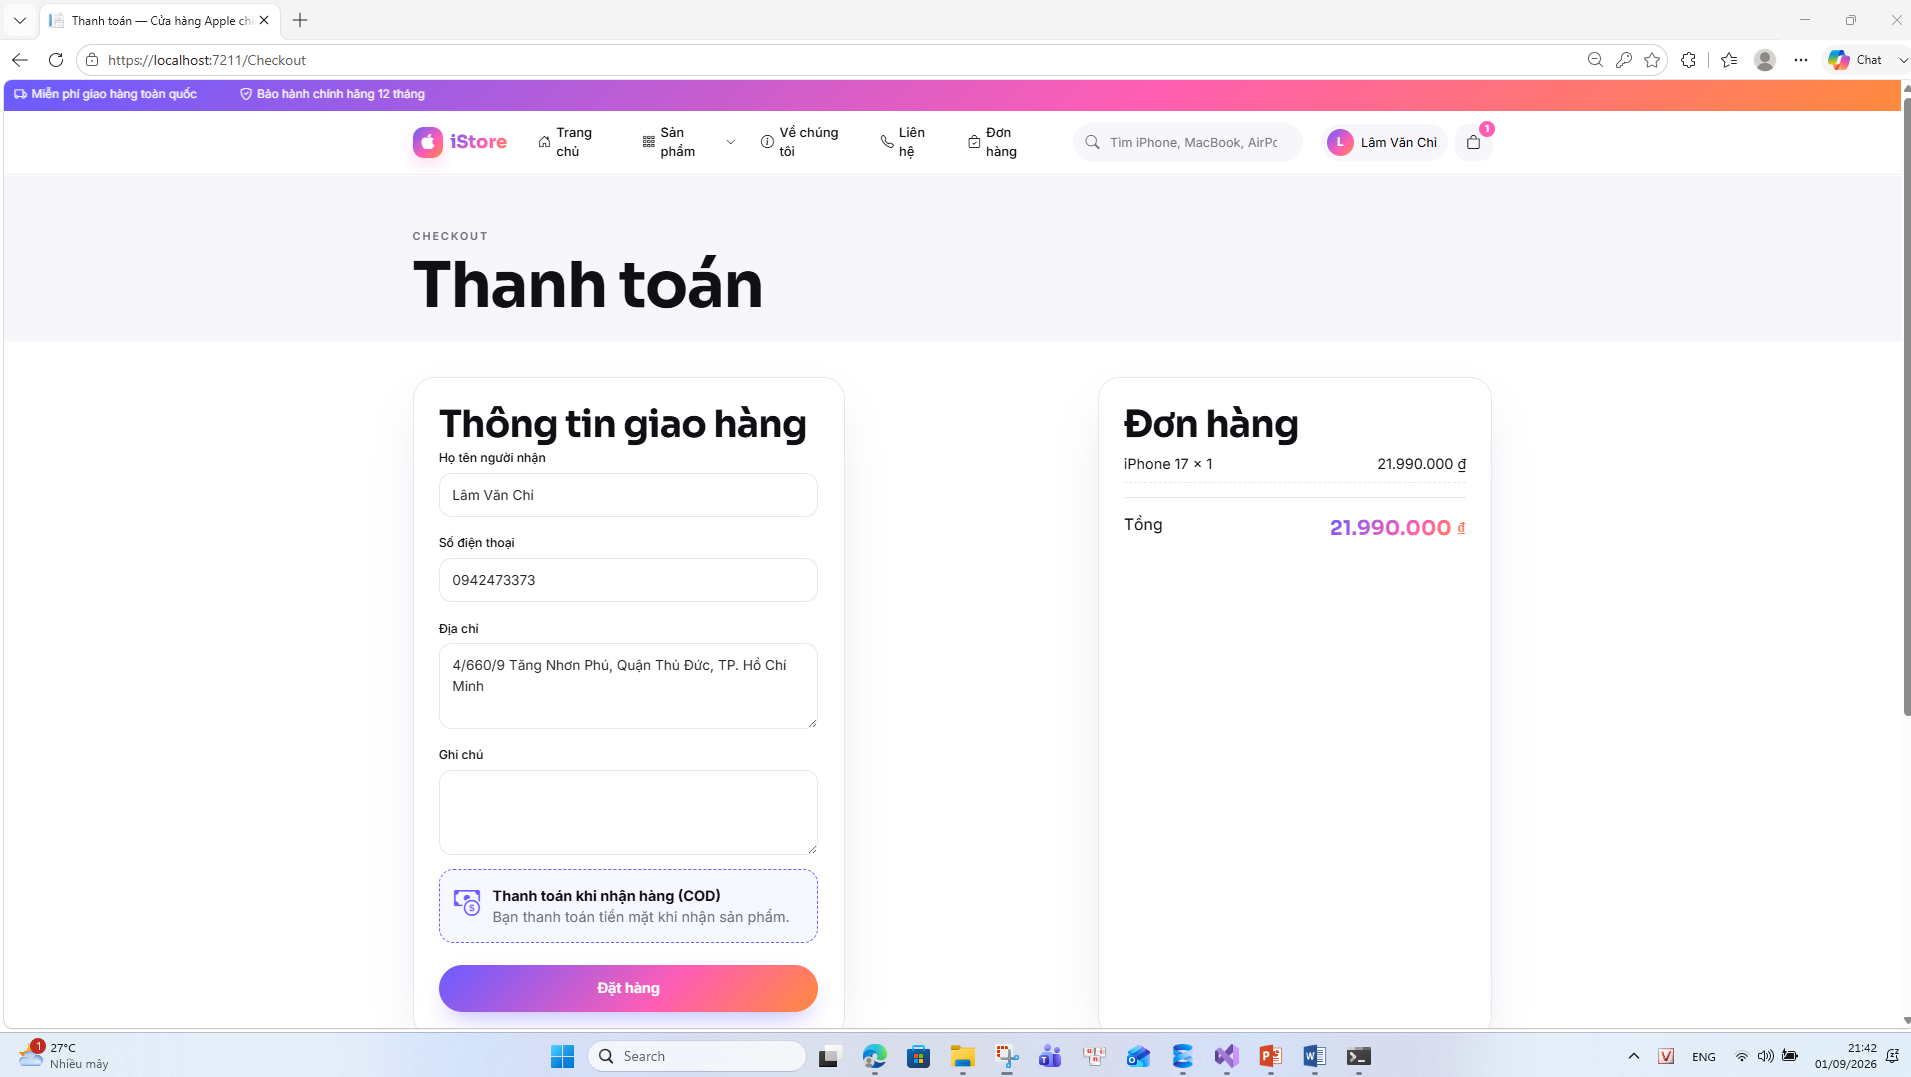 Thanh toán — Cửa hàng Apple chí
https://localhost:7211/Checkout
Chat
Miễn phí giao hàng toàn quốc
Bảo hành chính hãng 12 tháng
iStore
Trang chủ
Sản phẩm
Về chúng tôi
Liên hệ
Đơn hàng
Tìm iPhone, MacBook, AirPo
L
Lâm Văn Chỉ
1
CHECKOUT
Thanh toán
Thông tin giao hàng
Họ tên người nhận
Lâm Văn Chỉ
Số điện thoại
0942473373
Địa chỉ
4/660/9 Tăng Nhơn Phú, Quận Thủ Đức, TP. Hồ Chí
Minh
Ghi chú
Thanh toán khi nhận hàng (COD)
Bạn thanh toán tiền mặt khi nhận sản phẩm.
Đặt hàng
Đơn hàng
iPhone 17 × 1
21.990.000 ₫
Tổng
21.990.000 ₫
1
27°C
Nhiều mây
Search
V
ENG
21:42
01/09/2026